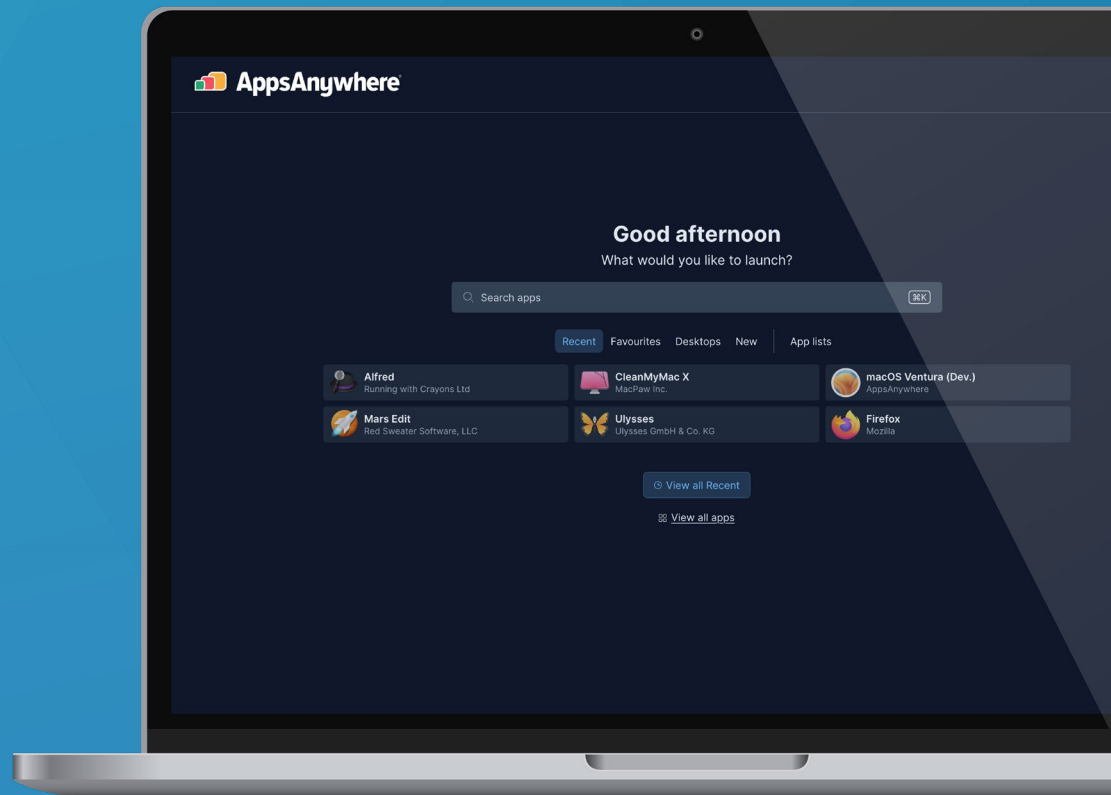 AppsAnywhere
Good afternoon
What would you like to launch?
Search apps ⌘K
Recent Favourites Desktops New App lists
Alfred
Running with Crayons Ltd
CleanMyMac X
MacPaw Inc.
macOS Ventura (Dev.)
AppsAnywhere
Mars Edit
Red Sweater Software, LLC
Ulysses
Ulysses GmbH & Co. KG
Firefox
Mozilla
View all Recent
View all apps